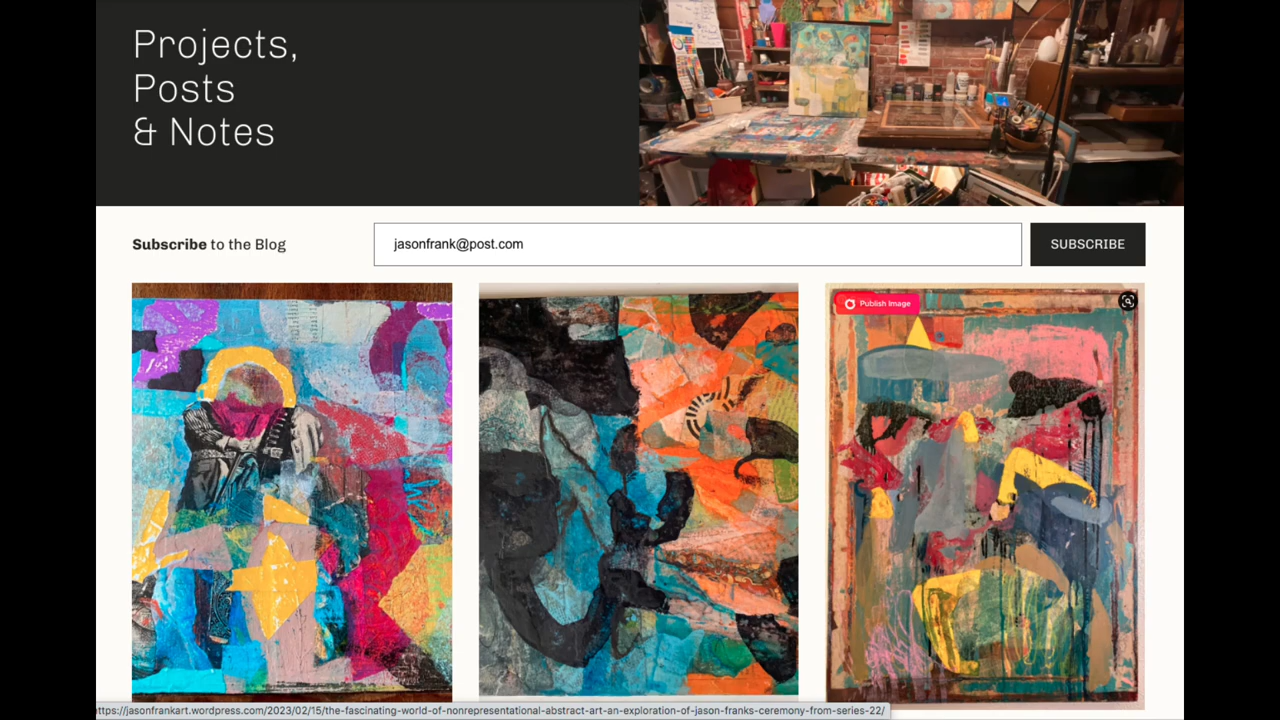 Projects,
Posts
& Notes
Subscribe to the Blog
jasonfrank@post.com
SUBSCRIBE
Publish Image
ttps://jasonfrankart.wordpress.com/2023/02/15/the-fascinating-world-of-nonrepresentational-abstract-art-an-exploration-of-jason-franks-ceremony-from-series-22/